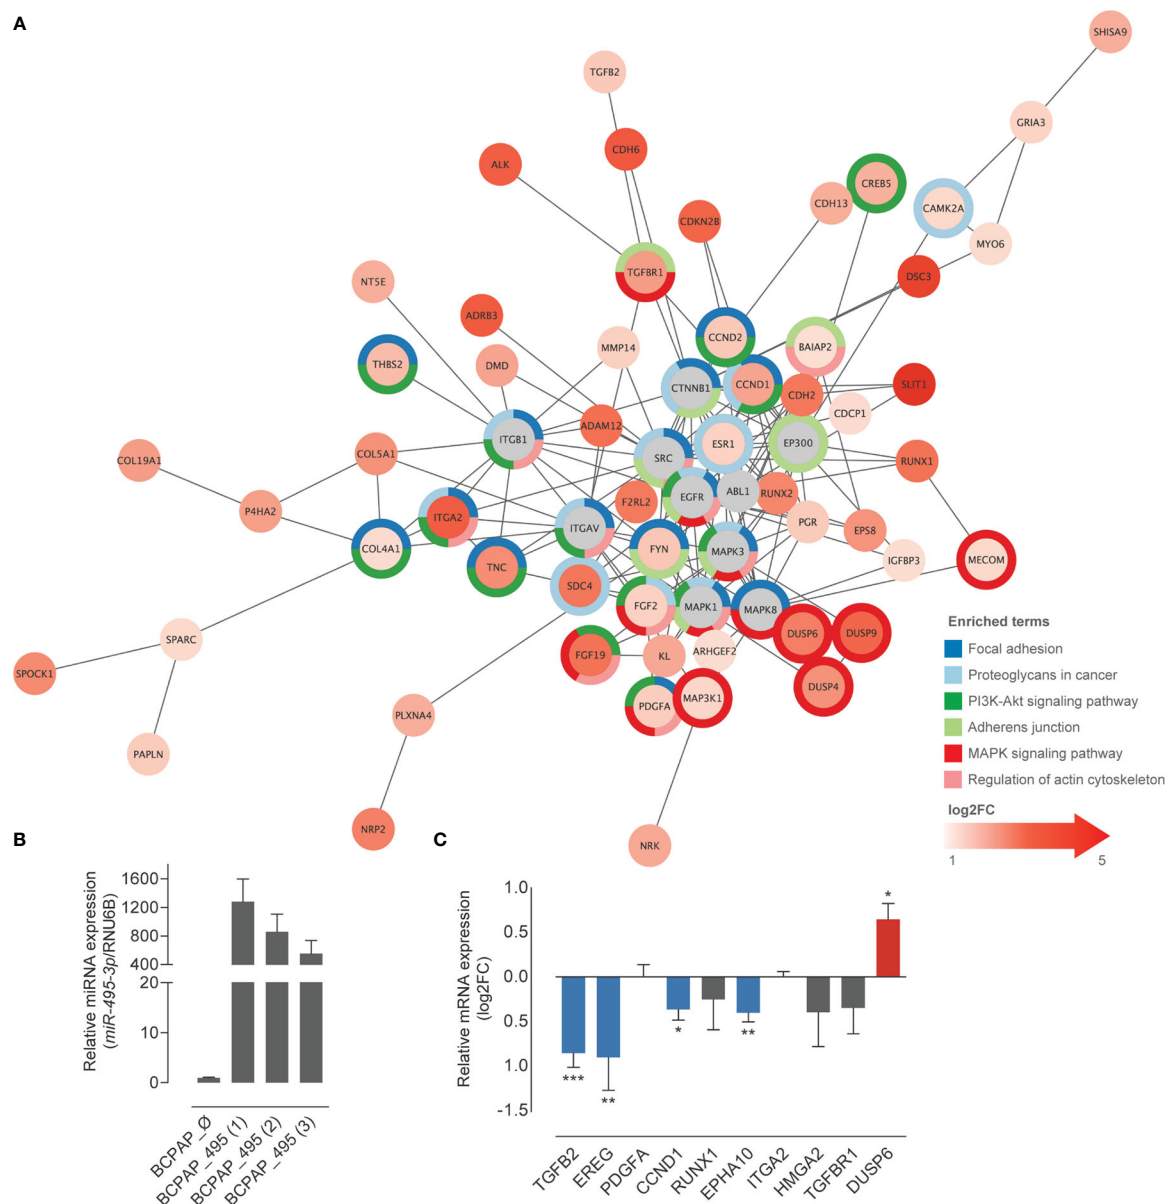 A
SHISA9
TGFB2
GRIA3
CDH6
ALK
CREB5
CDH13
CAMK2A
CDKN2B
MYO6
TGFBR1
DSC3
NT5E
ADRB3
CCND2
MMP14
BAIAP2
THBS2
DMD
CTNNB1
CCND1
SLIT1
CDH2
CDCP1
ADAM12
ITGB1
ESR1
EP300
COL5A1
SRC
COL19A1
RUNX1
ABL1
RUNX2
EGFR
F2RL2
P4HA2
ITGA2
ITGAV
PGR
EPS8
COL4A1
FYN
MAPK3
IGFBP3
MECOM
TNC
SDC4
FGF2
MAPK1
MAPK8
SPARC
DUSP6
DUSP9
ARHGEF2
FGF19
KL
SPOCK1
DUSP4
MAP3K1
PDGFA
PLXNA4
PAPLN
NRP2
NRK
Enriched terms
Focal adhesion
Proteoglycans in cancer
PI3K-Akt signaling pathway
Adherens junction
MAPK signaling pathway
Regulation of actin cytoskeleton
log2FC
1
5
B
Relative miRNA expression
(miR-495-3p/RNU6B)
1600
1200
800
400
20
10
0
BCPAP_Ø
BCPAP_495 (1)
BCPAP_495 (2)
BCPAP_495 (3)
C
Relative mRNA expression
(log2FC)
1.0
0.5
0.0
0.5
1.0
-1.5
***
**
*
**
*
TGFB2
EREG
PDGFA
CCND1
RUNX1
EPHA10
ITGA2
HMGA2
TGFBR1
DUSP6